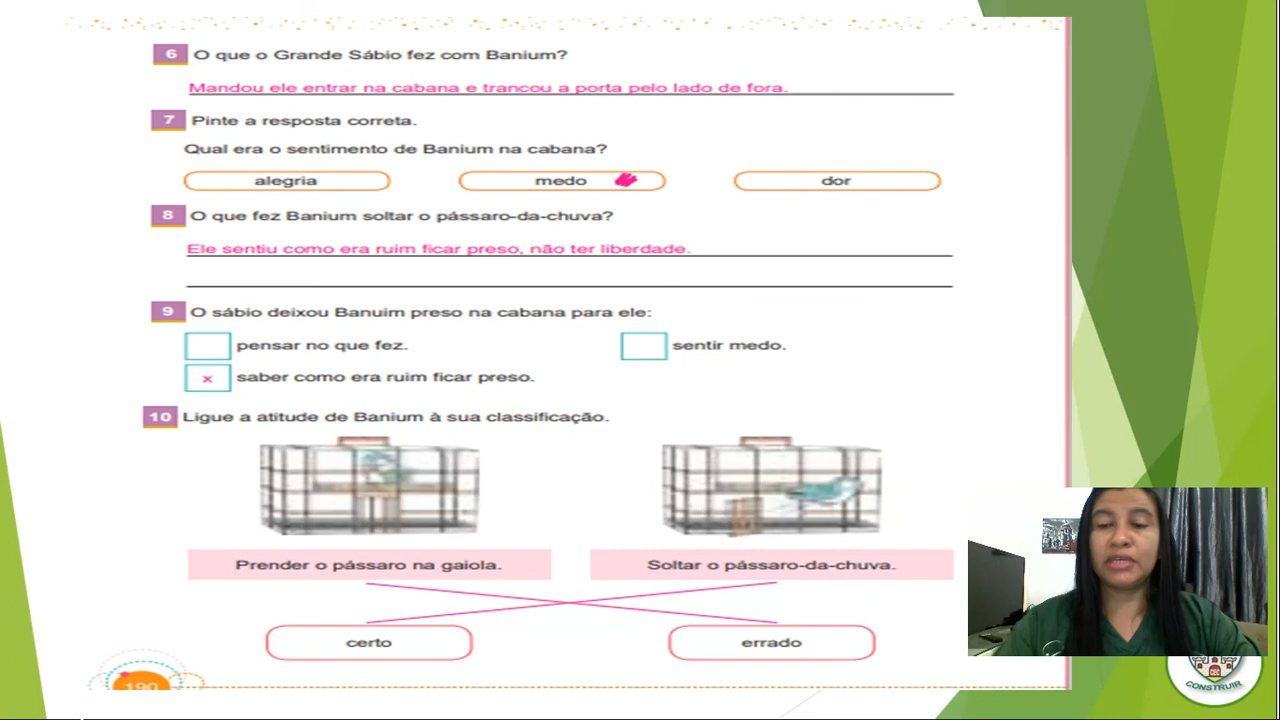 6 O que o Grande Sábio fez com Banium?
Mandou ele entrar na cabana e trancou a porta pelo lado de fora.
7 Pinte a resposta correta.
Qual era o sentimento de Banium na cabana?
alegria medo dor
8 O que fez Banium soltar o pássaro-da-chuva?
Ele sentiu como era ruim ficar preso, não ter liberdade.
9 O sábio deixou Banuim preso na cabana para ele:
pensar no que fez. sentir medo.
x saber como era ruim ficar preso.
10 Ligue a atitude de Banium à sua classificação.
Prender o pássaro na gaiola. Soltar o pássaro-da-chuva.
certo errado
190
CONSTRUIR